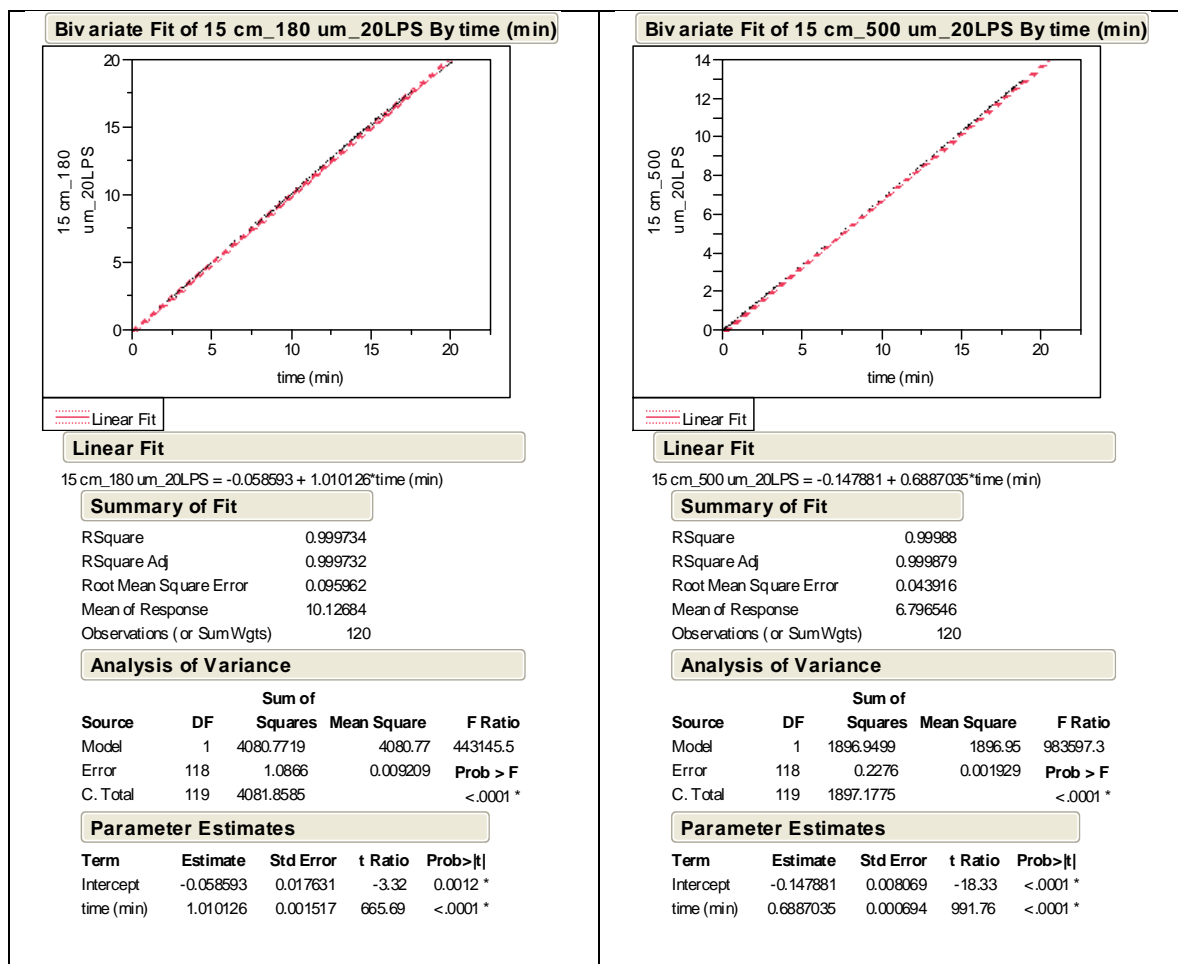 Bivariate Fit of 15 cm_180 um_20LPS By time (min)
20
15
10
5
0
15 cm_180
um_20LPS
0 5 10 15 20
time (min)
Linear Fit
Linear Fit
15 cm_180 um_20LPS = -0.058593 + 1.010126*time (min)
Summary of Fit
RSquare 0.999734
RSquare Adj 0.999732
Root Mean Square Error 0.095962
Mean of Response 10.12684
Observations (or Sum Wgts) 120
Analysis of Variance
Sum of
Source DF Squares Mean Square F Ratio
Model 1 4080.7719 4080.77 443145.5
Error 118 1.0866 0.009209 Prob > F
C. Total 119 4081.8585 <.0001 *
Parameter Estimates
Term Estimate Std Error t Ratio Prob>|t|
Intercept -0.058593 0.017631 -3.32 0.0012 *
time (min) 1.010126 0.001517 665.69 <.0001 *
Bivariate Fit of 15 cm_500 um_20LPS By time (min)
14
12
10
8
6
4
2
0
15 cm_500
um_20LPS
0 5 10 15 20
time (min)
Linear Fit
Linear Fit
15 cm_500 um_20LPS = -0.147881 + 0.6887035*time (min)
Summary of Fit
RSquare 0.99988
RSquare Adj 0.999879
Root Mean Square Error 0.043916
Mean of Response 6.796546
Observations (or Sum Wgts) 120
Analysis of Variance
Sum of
Source DF Squares Mean Square F Ratio
Model 1 1896.9499 1896.95 983597.3
Error 118 0.2276 0.001929 Prob > F
C. Total 119 1897.1775 <.0001 *
Parameter Estimates
Term Estimate Std Error t Ratio Prob>|t|
Intercept -0.147881 0.008069 -18.33 <.0001 *
time (min) 0.6887035 0.000694 991.76 <.0001 *